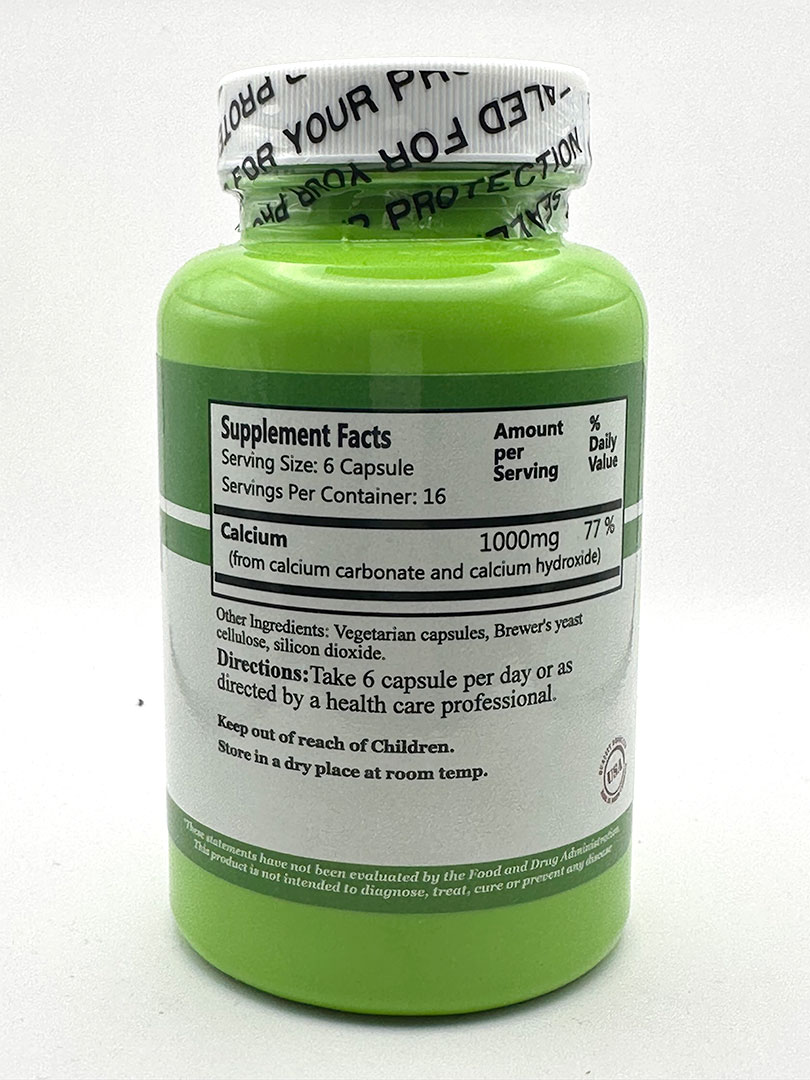 PROTE
FOR YOUR PR
SEALED FOR YOUR
PROTECTION
SEALE
Supplement Facts
Serving Size: 6 Capsule
Servings Per Container: 16
Amount
per
Serving
%
Daily
Value
Calcium 1000mg 77 %
(from calcium carbonate and calcium hydroxide)
Other Ingredients: Vegetarian capsules, Brewer's yeast
cellulose, silicon dioxide.
Directions:Take 6 capsule per day or as
directed by a health care professional.
Keep out of reach of Children.
Store in a dry place at room temp.
USA
*These statements have not been evaluated by the Food and Drug Administration.
This product is not intended to diagnose, treat, cure or prevent any disease